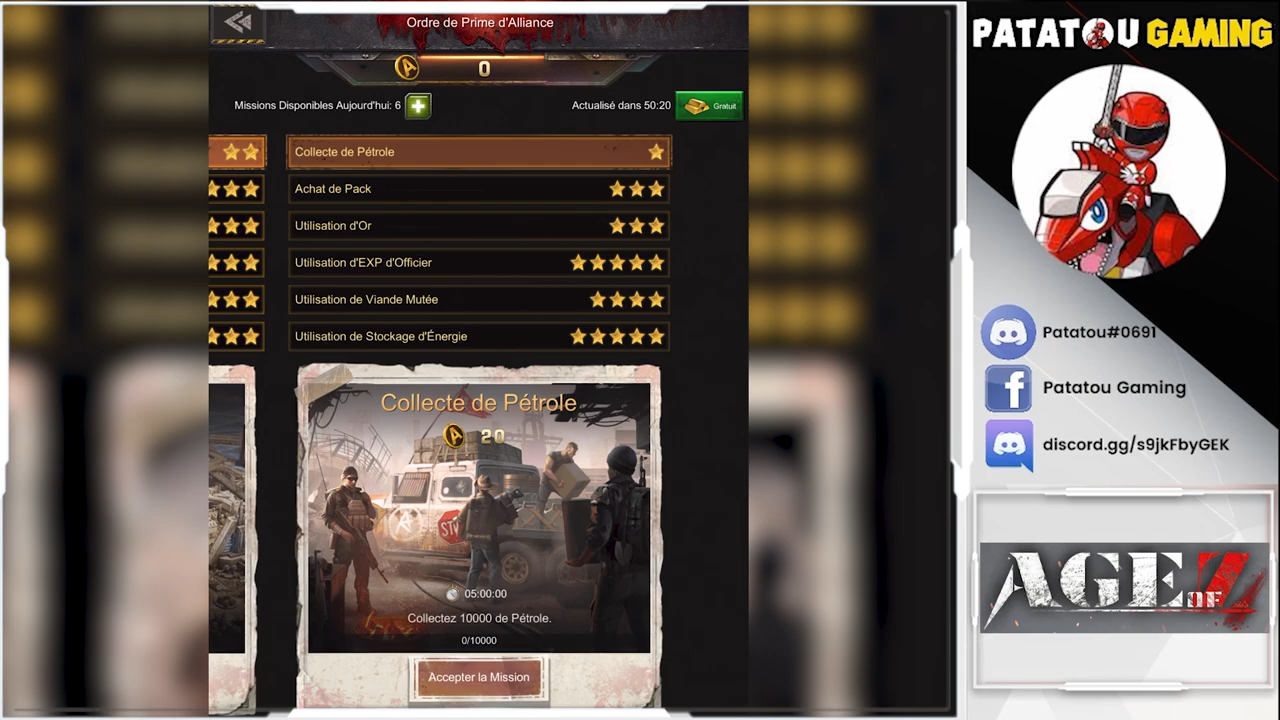 Ordre de Prime d'Alliance
0
Missions Disponibles Aujourd'hui: 6
Actualisé dans 50:20
Gratuit
Collecte de Pétrole
Achat de Pack
Utilisation d'Or
Utilisation d'EXP d'Officier
Utilisation de Viande Mutée
Utilisation de Stockage d'Énergie
Collecte de Pétrole
20
05:00:00
Collectez 10000 de Pétrole.
0/10000
Accepter la Mission
PATATOU GAMING
Patatou#0691
Patatou Gaming
discord.gg/s9jkFbyGEK
AGE OF Z